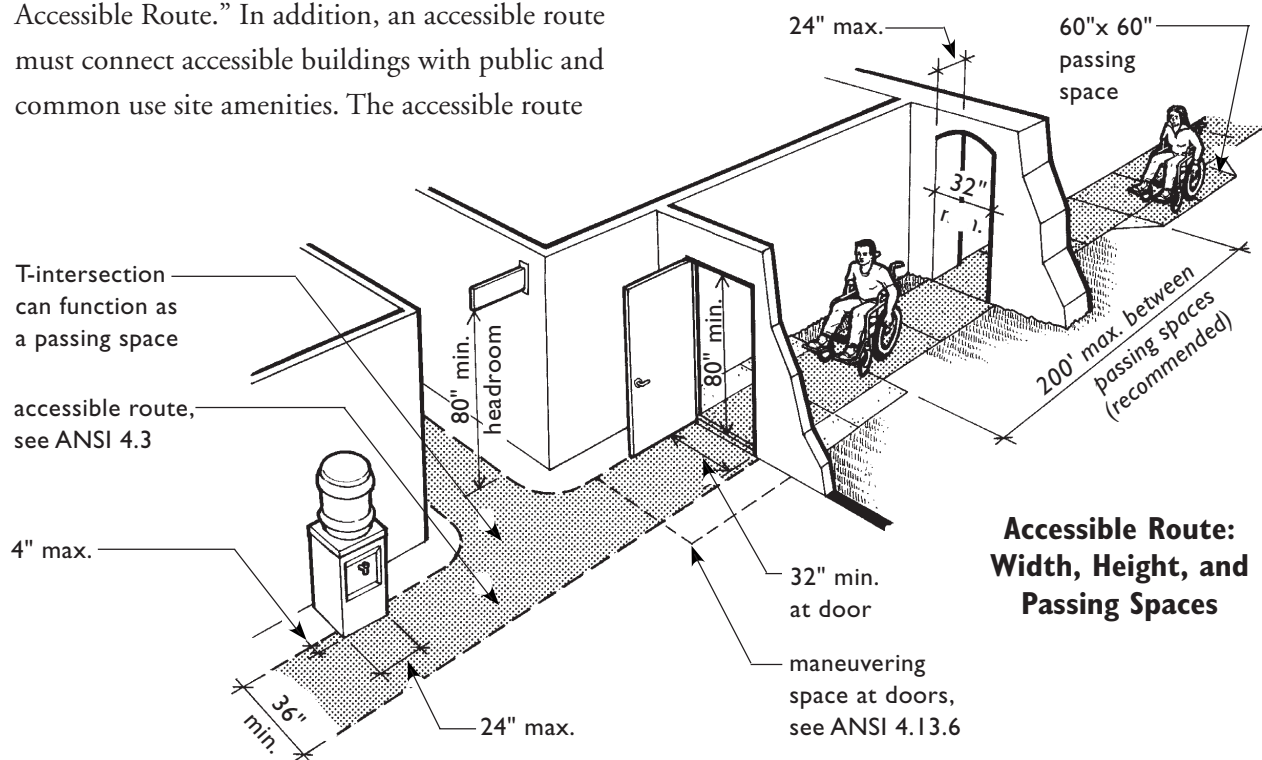 Accessible Route.” In addition, an accessible route
must connect accessible buildings with public and
common use site amenities. The accessible route
24" max.
60"x 60"
passing
space
32"
T-intersection
can function as
a passing space
80" min.
headroom
80" min.
200' max. between
passing spaces
(recommended)
accessible route,
see ANSI 4.3
4" max.
32" min.
at door
Accessible Route:
Width, Height, and
Passing Spaces
maneuvering
space at doors,
see ANSI 4.13.6
36"
min.
24" max.